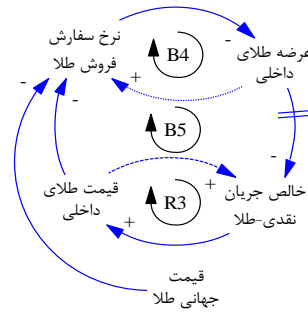 نرخ سفارش
فروش طلا
عرضه طلای
داخلی
B4
-
+
-
-
B5
-
قیمت طلای
داخلی
R3
+
+
خالص جریان
نقدی-طلا
قیمت
جهانی طلا